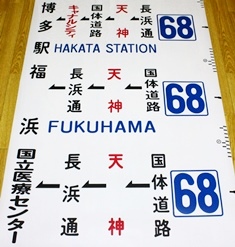 博多駅
キャナルシティ
国体道路
天神
長浜通
68
HAKATA STATION
福浜
長浜通
天神
国体道路
68
FUKUHAMA
国立医療センター
長浜通
天神
国体道路
68